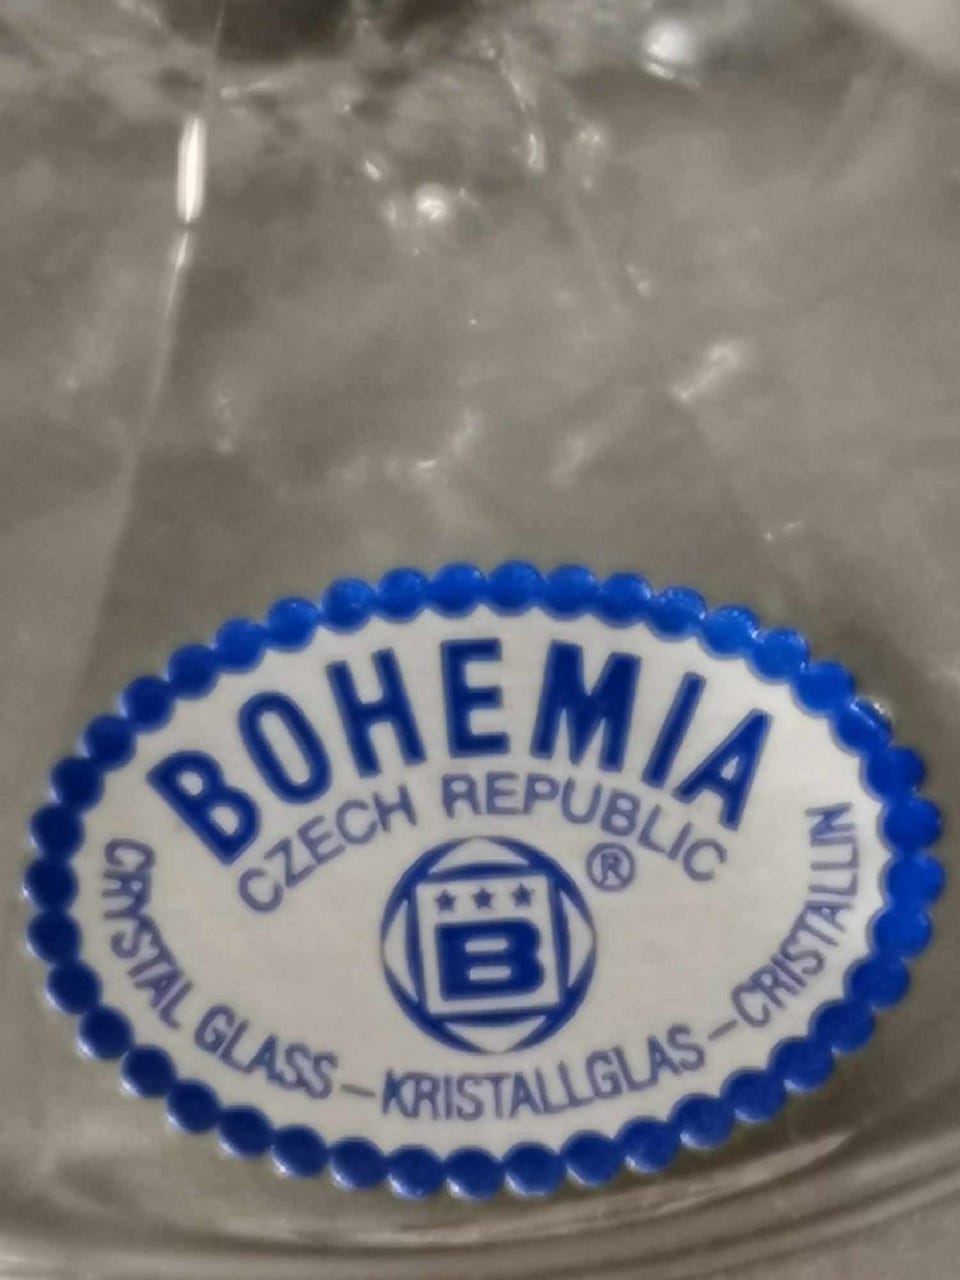 BOHEMIA
CZECH REPUBLIC
®
B
CRYSTAL GLASS – KRISTALLGLAS – CRISTALLIN